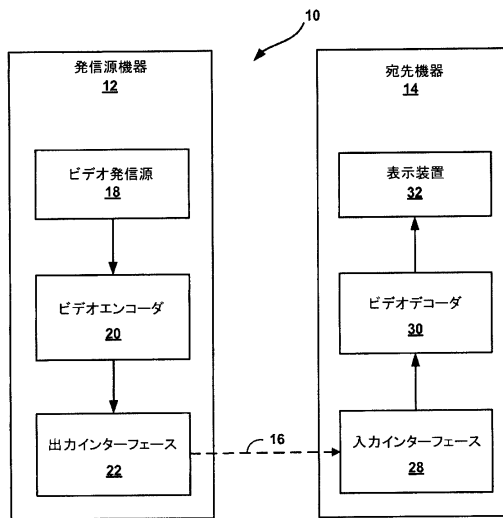 10
発信源機器
12
ビデオ発信源
18
ビデオエンコーダ
20
出力インターフェース
22
16
宛先機器
14
表示装置
32
ビデオデコーダ
30
入力インターフェース
28